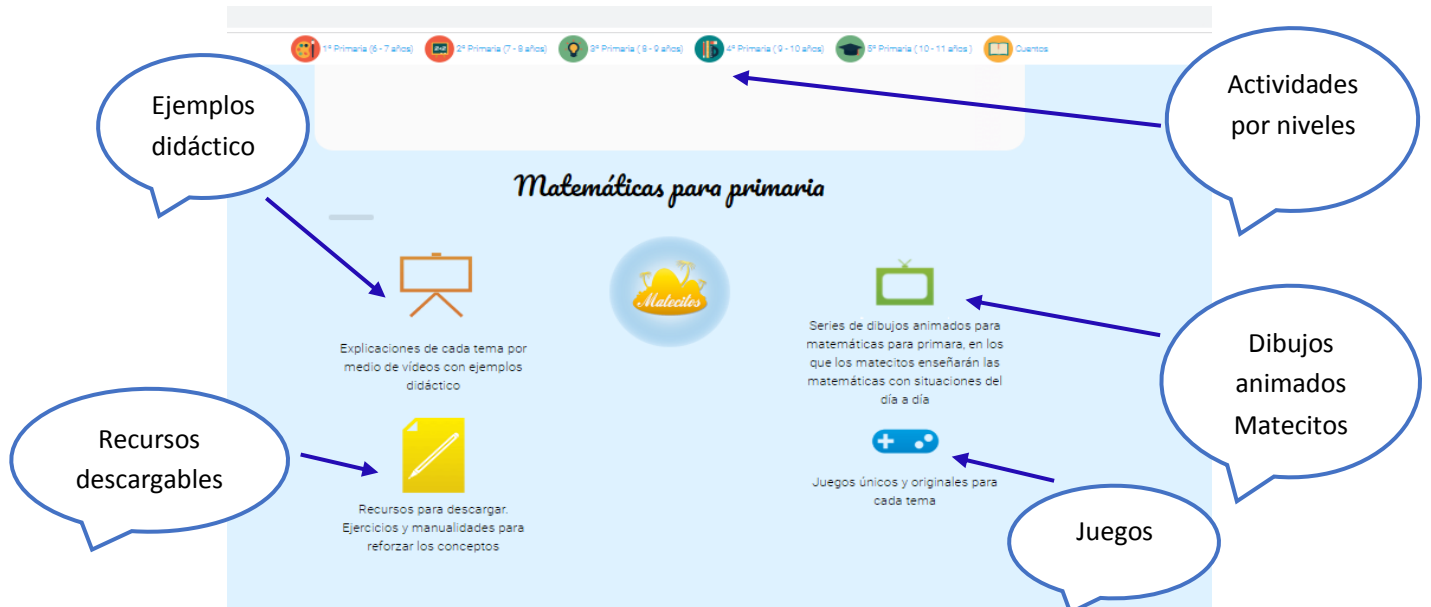 1º Primaria (6 - 7 años) 2º Primaria (7 - 8 años) 3º Primaria ( 8 - 9 años) 4º Primaria ( 9 - 10 años) 5º Primaria ( 10 - 11 años ) Cuentos
Actividades
por niveles
Ejemplos
didáctico
Matemáticas para primaria
Matecitos
Explicaciones de cada tema por
medio de vídeos con ejemplos
didáctico
Series de dibujos animados para
matemáticas para primara, en los
que los matecitos enseñarán las
matemáticas con situaciones del
día a día
Dibujos
animados
Matecitos
Recursos
descargables
Recursos para descargar.
Ejercicios y manualidades para
reforzar los conceptos
Juegos únicos y originales para
cada tema
Juegos